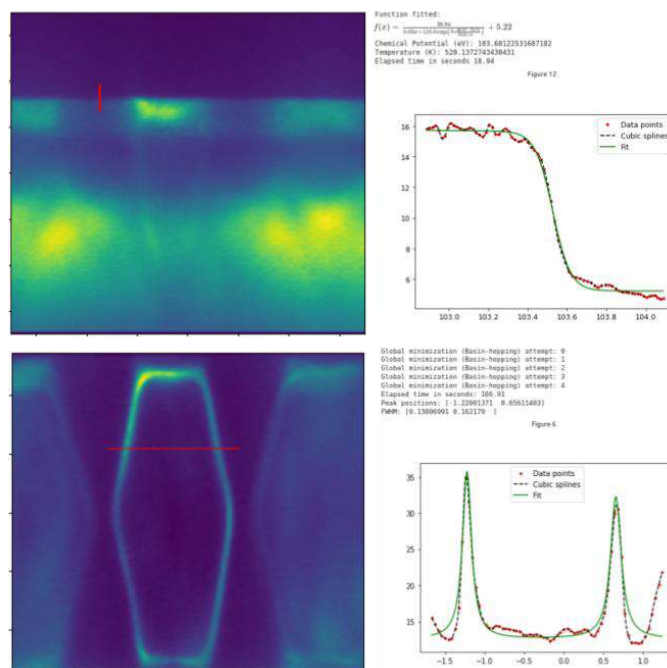 Function fitted:
+ 5.22
Chemical Potential (eV): 103.68122531687182
Temperature (K): 520.1372743430431
Elapsed time in seconds 18.94
Figure 12
Data points
Cubic splines
Fit
16
14
12
10
8
6
103.0 103.2 103.4 103.6 103.8 104.0
Global minimization (Basin-hopping) attempt: 0
Global minimization (Basin-hopping) attempt: 1
Global minimization (Basin-hopping) attempt: 2
Global minimization (Basin-hopping) attempt: 3
Global minimization (Basin-hopping) attempt: 4
Elapsed time in seconds: 166.91
Peak positions: [-1.22001371 0.65611403]
FWHM: [0.13806991 0.162179 ]
Figure 6
Data points
Cubic splines
Fit
35
30
25
20
15
−1.5 −1.0 −0.5 0.0 0.5 1.0